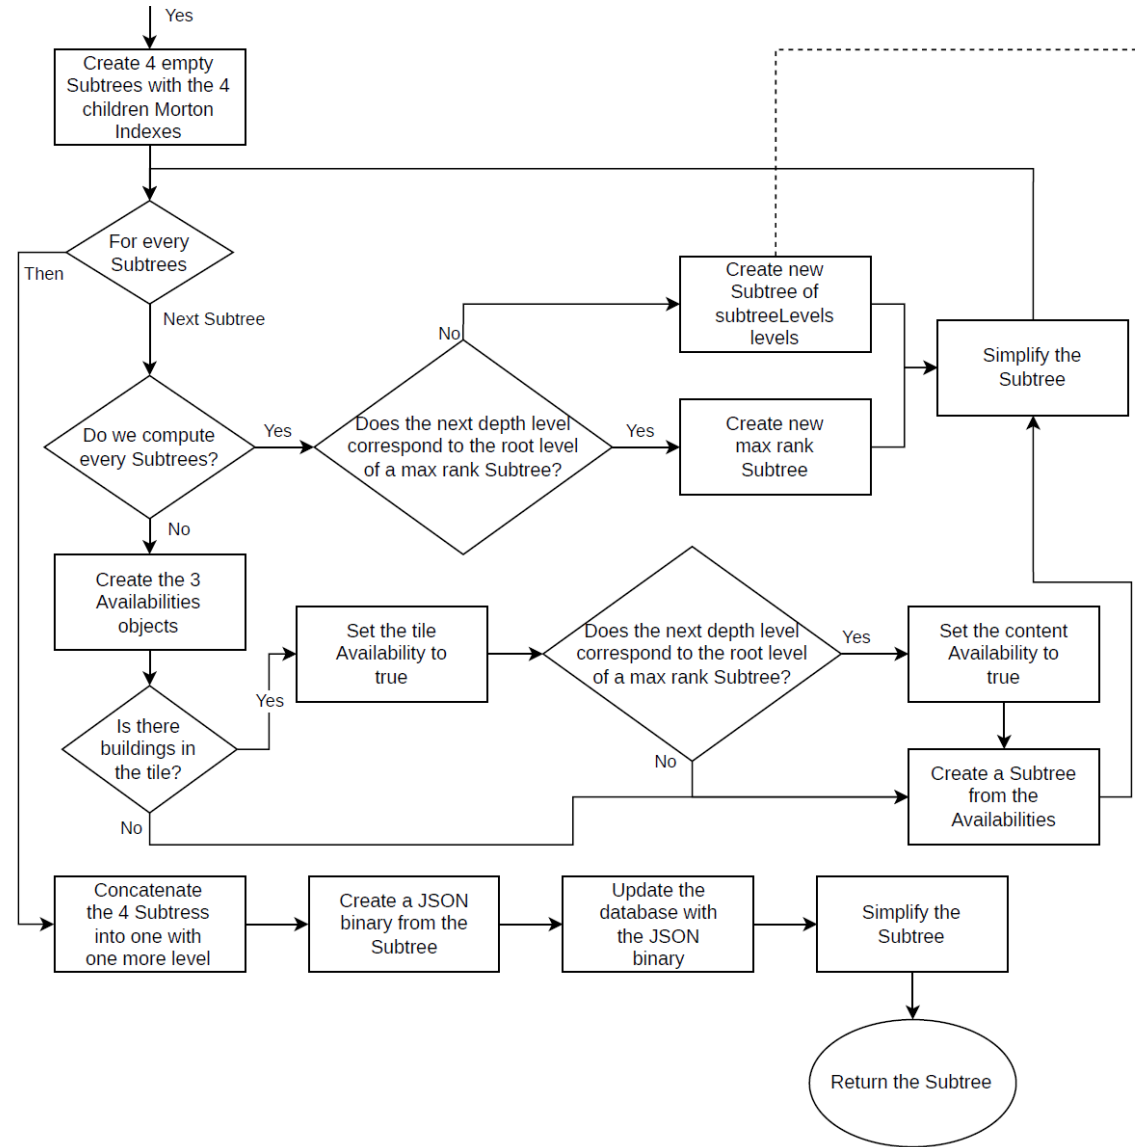 Yes
Create 4 empty
Subtrees with the 4
children Morton
Indexes
For every
Subtrees
Then
Next Subtree
Create new
Subtree of
subtreeLevels
levels
No
Simplify the
Subtree
Do we compute
every Subtrees?
Yes
Does the next depth level
correspond to the root level
of a max rank Subtree?
Yes
Create new
max rank
Subtree
No
Create the 3
Availabilities
objects
Set the tile
Availability to
true
Does the next depth level
correspond to the root level
of a max rank Subtree?
Yes
Set the content
Availability to
true
Yes
Is there
buildings in
the tile?
No
No
Create a Subtree
from the
Availabilities
Concatenate
the 4 Subtress
into one with
one more level
Create a JSON
binary from the
Subtree
Update the
database with
the JSON
binary
Simplify the
Subtree
Return the Subtree